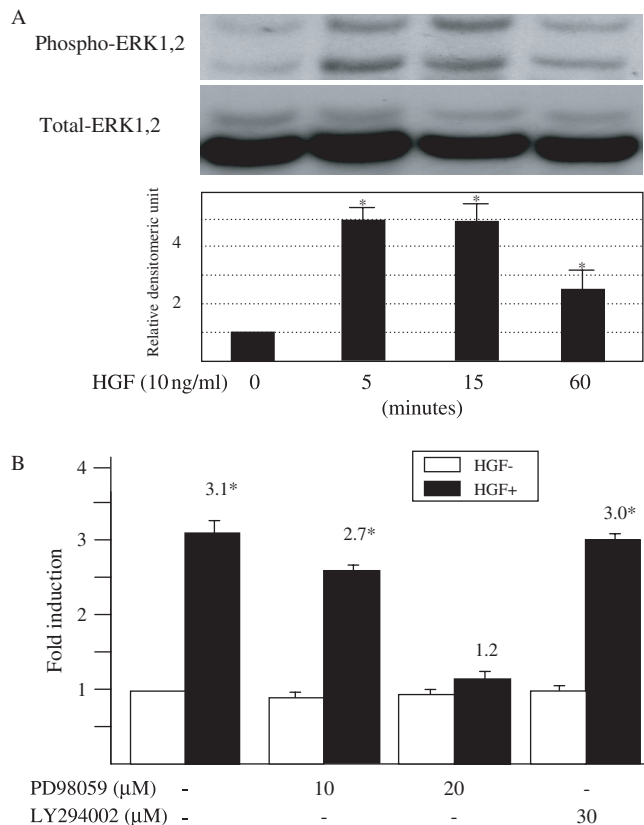 A
Phospho-ERK1,2
Total-ERK1,2
Relative densitomeric unit
4
2
* * *
HGF (10 ng/ml) 0 5 15 60
(minutes)
B
Fold induction
4
3
2
1
HGF-
HGF+
3.1*
2.7*
1.2
3.0*
PD98059 (μM) - 10 20 -
LY294002 (μM) - - - 30